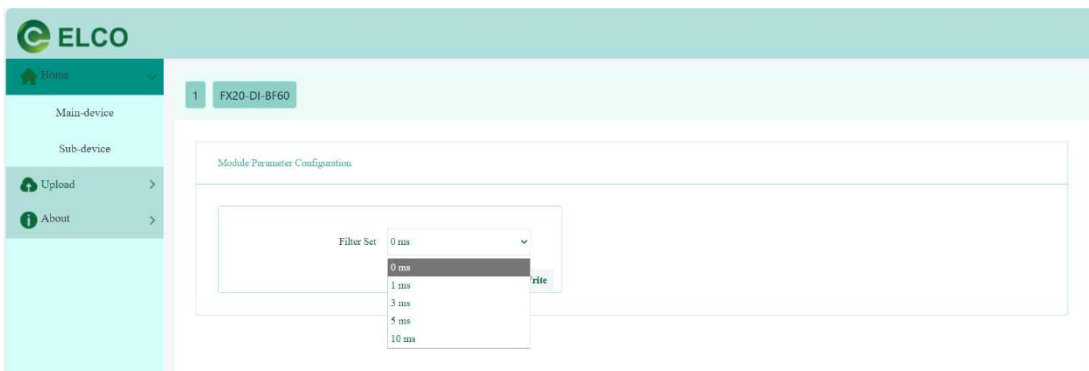 ELCO
Home
Main-device
Sub-device
Upload
About
1 FX20-DI-BF60
Module Parameter Configuration
Filter Set 0 ms
0 ms
1 ms
3 ms
5 ms
10 ms